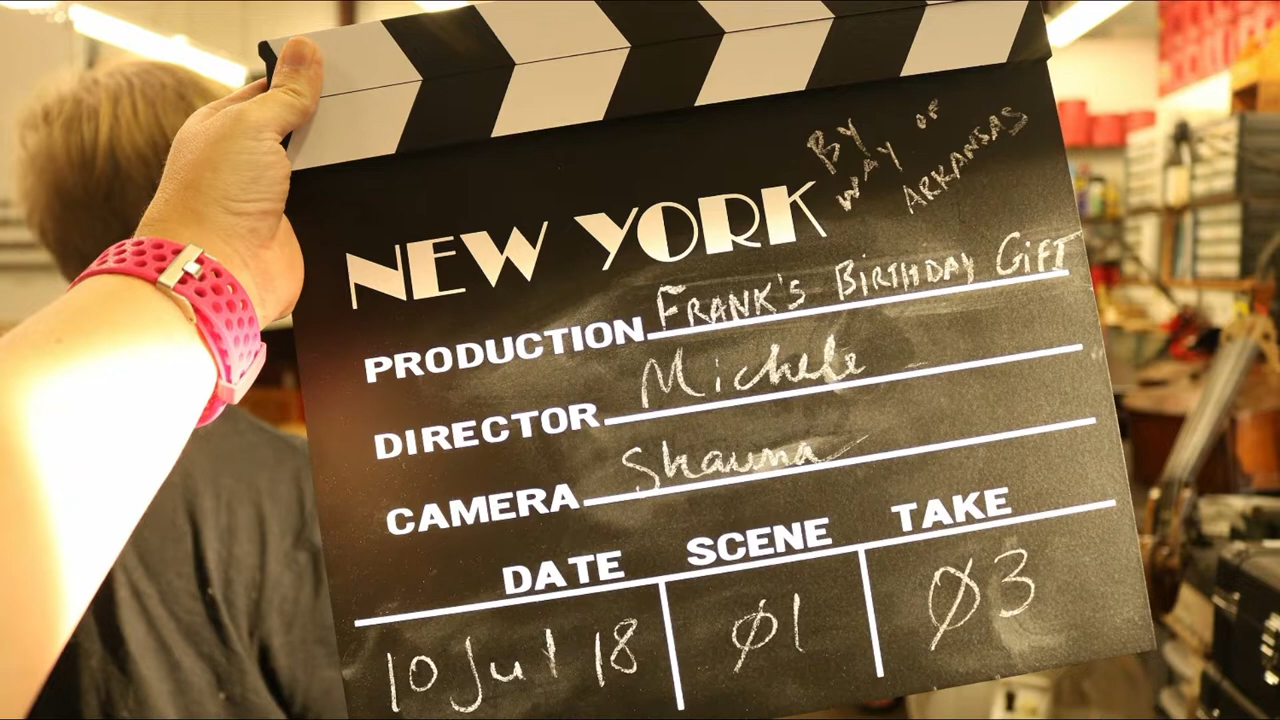 NEW YORK BY WAY OF ARKANSAS
PRODUCTION FRANK'S BIRTHDAY GIFT
DIRECTOR Michele
CAMERA Shauna
DATE SCENE TAKE
10 Jul 18 Ø1 Ø3